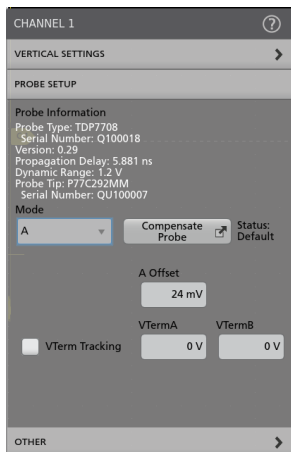 CHANNEL 1
?
VERTICAL SETTINGS
PROBE SETUP
Probe Information
Probe Type: TDP7708
Serial Number: Q100018
Version: 0.29
Propagation Delay: 5.881 ns
Dynamic Range: 1.2 V
Probe Tip: P77C292MM
Serial Number: QU100007
Mode
A
Compensate
Probe
Status:
Default
A Offset
24 mV
VTermA VTermB
VTerm Tracking
0 V 0 V
OTHER